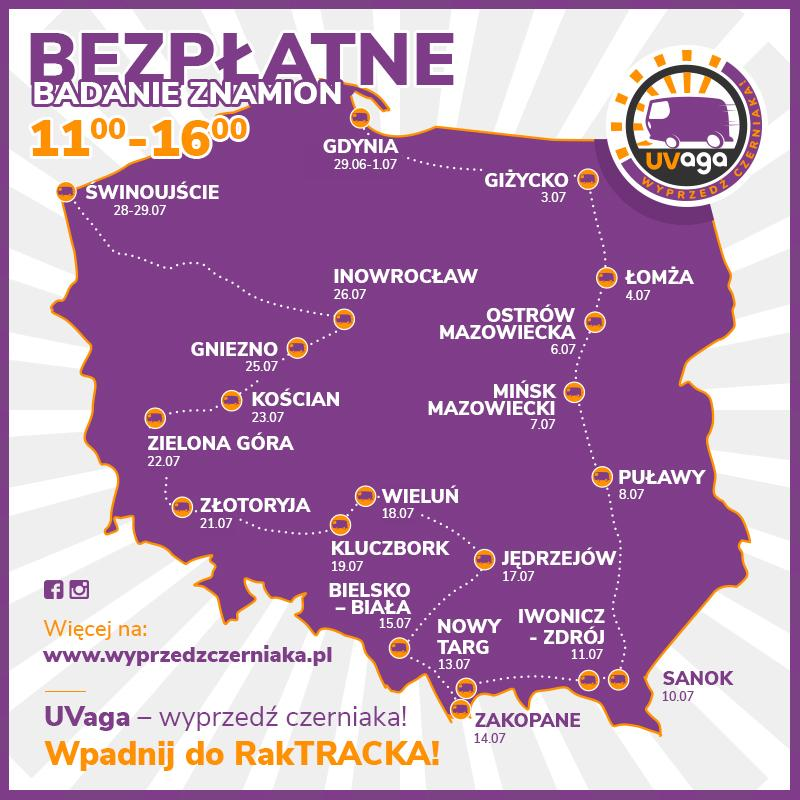 BEZPŁATNE
BADANIE ZNAMION
11⁰⁰-16⁰⁰
UVaga
WYPRZEDŹ CZERNIAKA!
GDYNIA
29.06-1.07
GIŻYCKO
3.07
ŚWINOUJŚCIE
28-29.07
INOWROCŁAW
26.07
ŁOMŻA
4.07
OSTRÓW
MAZOWIECKA
6.07
GNIEZNO
25.07
KOŚCIAN
23.07
MIŃSK
MAZOWIECKI
7.07
ZIELONA GÓRA
22.07
PUŁAWY
8.07
ZŁOTORYJA
21.07
WIELUŃ
18.07
KLUCZBORK
19.07
JĘDRZEJÓW
17.07
BIELSKO
– BIAŁA
15.07
NOWY
TARG
13.07
IWONICZ
- ZDRÓJ
11.07
SANOK
10.07
ZAKOPANE
14.07
Więcej na:
www.wyprzedzczerniaka.pl
UVaga – wyprzedź czerniaka!
Wpadnij do RakTRACKA!